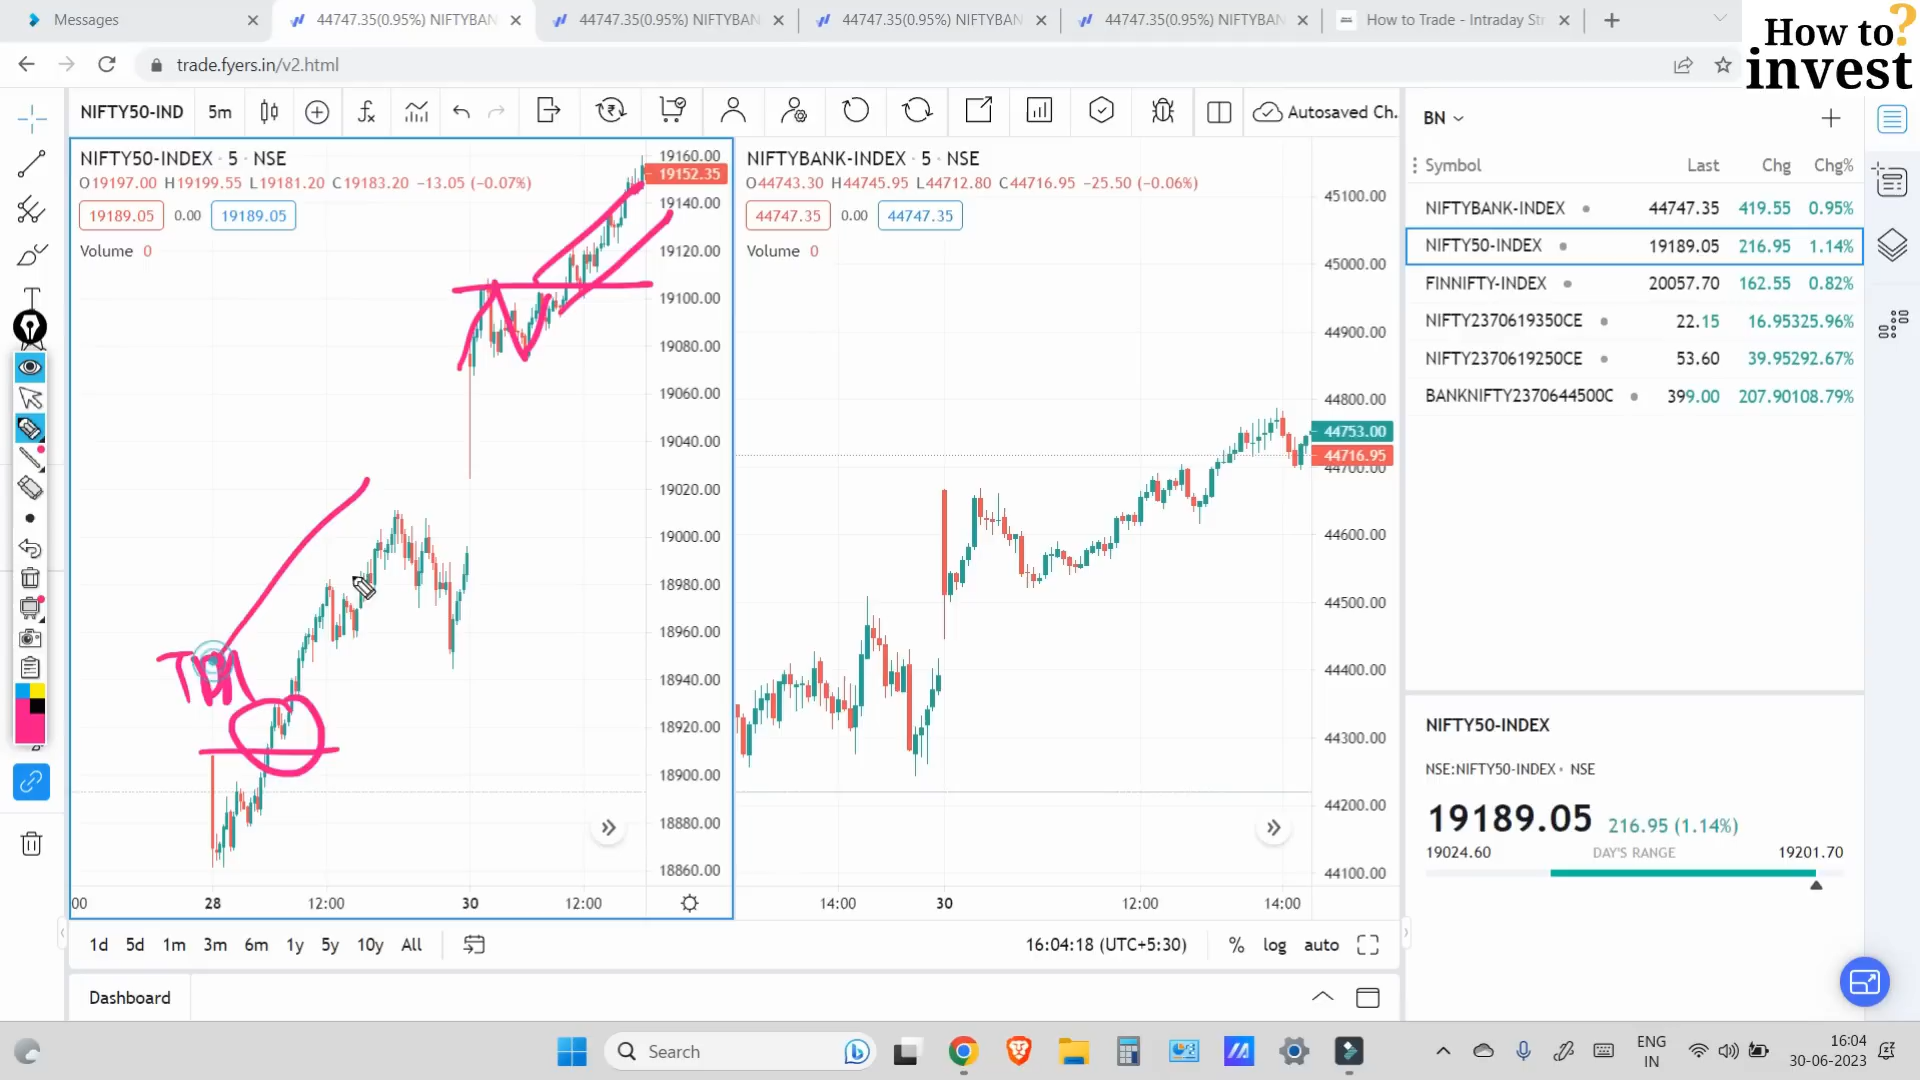 Messages
44747.35(0.95%) NIFTYBAN
44747.35(0.95%) NIFTYBAN
44747.35(0.95%) NIFTYBAN
44747.35(0.95%) NIFTYBAN
How to Trade - Intraday Str
How to?
invest
trade.fyers.in/v2.html
NIFTY50-IND
5m
Autosaved Ch.
BN
NIFTY50-INDEX · 5 · NSE
O19197.00 H19199.55 L19181.20 C19183.20 −13.05 (−0.07%)
19189.05
0.00
19189.05
Volume 0
19160.00
19152.35
19140.00
19120.00
19100.00
19080.00
19060.00
19040.00
19020.00
19000.00
18980.00
18960.00
18940.00
18920.00
18900.00
18880.00
18860.00
:00
28
12:00
30
12:00
NIFTYBANK-INDEX · 5 · NSE
O44743.30 H44745.95 L44712.80 C44716.95 −25.50 (−0.06%)
44747.35
0.00
44747.35
Volume 0
45100.00
45000.00
44900.00
44800.00
44753.00
44716.95
44700.00
44600.00
44500.00
44400.00
44300.00
44200.00
44100.00
14:00
30
12:00
14:00
Symbol Last Chg Chg%
NIFTYBANK-INDEX 44747.35 419.55 0.95%
NIFTY50-INDEX 19189.05 216.95 1.14%
FINNIFTY-INDEX 20057.70 162.55 0.82%
NIFTY2370619350CE 22.15 16.95325.96%
NIFTY2370619250CE 53.60 39.95292.67%
BANKNIFTY2370644500C 399.00 207.90108.79%
NIFTY50-INDEX
NSE:NIFTY50-INDEX · NSE
19189.05 216.95 (1.14%)
19024.60 DAY'S RANGE 19201.70
1d 5d 1m 3m 6m 1y 5y 10y All
16:04:18 (UTC+5:30)
% log auto
Dashboard
Search
ENG
IN
16:04
30-06-2023